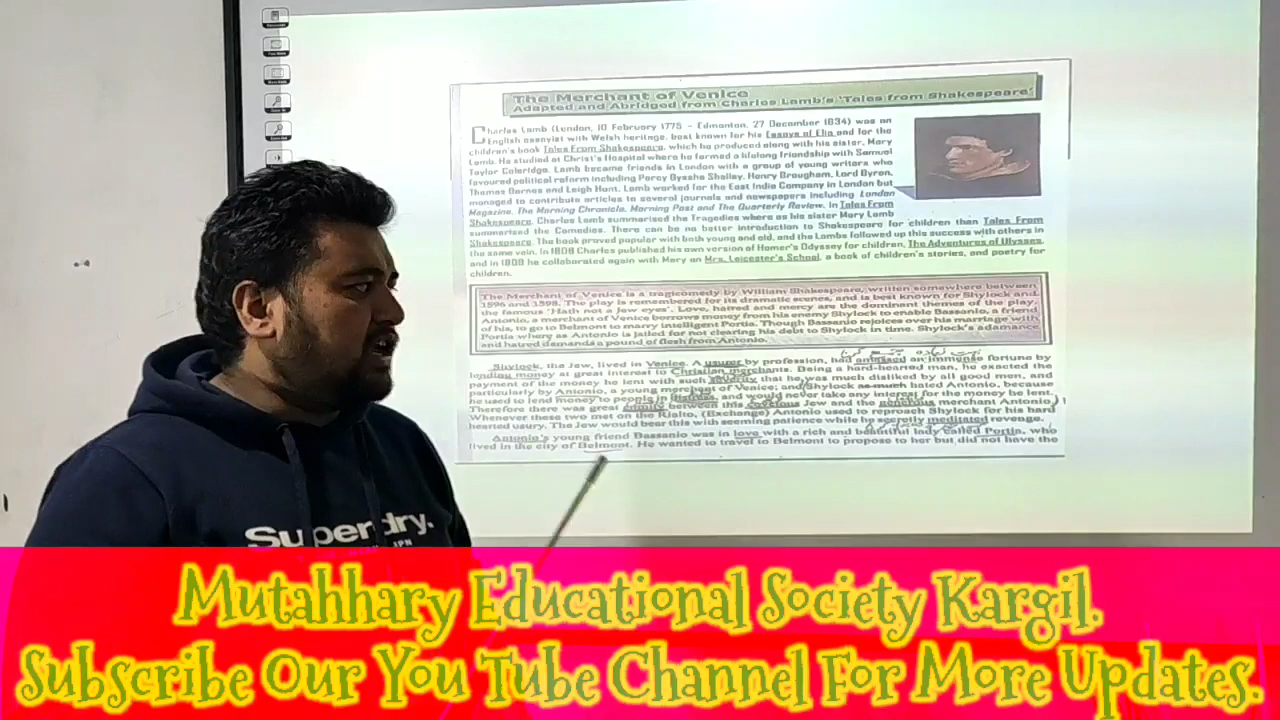 The Merchant of Venice
Adapted and Abridged from Charles Lamb's 'Tales from Shakespeare'
Charles Lamb (London, 10 February 1775 – Edmonton, 27 December 1834) was an
English essayist with Welsh heritage, best known for his Essays of Elia and for the
children's book Tales From Shakespeare, which he produced along with his sister, Mary
Lamb. He studied at Christ's Hospital where he formed a lifelong friendship with Samuel
Taylor Coleridge. Lamb became friends in London with a group of young writers who
favoured political reform including Percy Bysshe Shelley, Henry Brougham, Lord Byron,
Thomas Barnes and Leigh Hunt. Lamb worked for the East India Company in London but
managed to contribute articles to several journals and newspapers including London
Magazine, The Morning Chronicle, Morning Post and The Quarterly Review. In Tales From
Shakespeare, Charles Lamb summarised the Tragedies where as his sister Mary Lamb
summarised the Comedies. There can be no better introduction to Shakespeare for children than Tales From
Shakespeare. The book proved popular with both young and old, and the Lambs followed up this success with others in
the same vein. In 1808 Charles published his own version of Homer's Odyssey for children, The Adventures of Ulysses,
and in 1809 he collaborated again with Mary on Mrs. Leicester's School, a book of children's stories, and poetry for
children.
The Merchant of Venice is a tragicomedy by William Shakespeare, written somewhere between
1596 and 1598. The play is remembered for its dramatic scenes, and is best known for Shylock and
the famous 'Hath not a Jew eyes'. Love, hatred and mercy are the dominant themes of the play.
Antonio, a merchant of Venice borrows money from his enemy Shylock to enable Bassanio, a friend
of his, to go to Belmont to marry intelligent Portia. Though Bassanio rejoices over his marriage with
Portia where as Antonio is jailed for not clearing his debt to Shylock in time. Shylock's adamance
and hatred demands a pound of flesh from Antonio.
Shylock, the Jew, lived in Venice. A usurer by profession, had amassed an immense fortune by
lending money at great interest to Christian merchants. Being a hard-hearted man, he exacted the
payment of the money he lent with such severity that he was much disliked by all good men, and
particularly by Antonio, a young merchant of Venice; and Shylock as much hated Antonio, because
he used to lend money to people in distress, and would never take any interest for the money he lent.
Therefore there was great enmity between this covetous Jew and the generous merchant Antonio.
Whenever these two met on the Rialto, (Exchange) Antonio used to reproach Shylock for his hard
hearted usury. The Jew would bear this with seeming patience while he secretly meditated revenge.
Antonio's young friend Bassanio was in love with a rich and beautiful lady called Portia, who
lived in the city of Belmont. He wanted to travel to Belmont to propose to her but did not have the
Superdry.
JPN
Mutahhary Educational Society Kargil.
Subscribe Our You Tube Channel For More Updates.